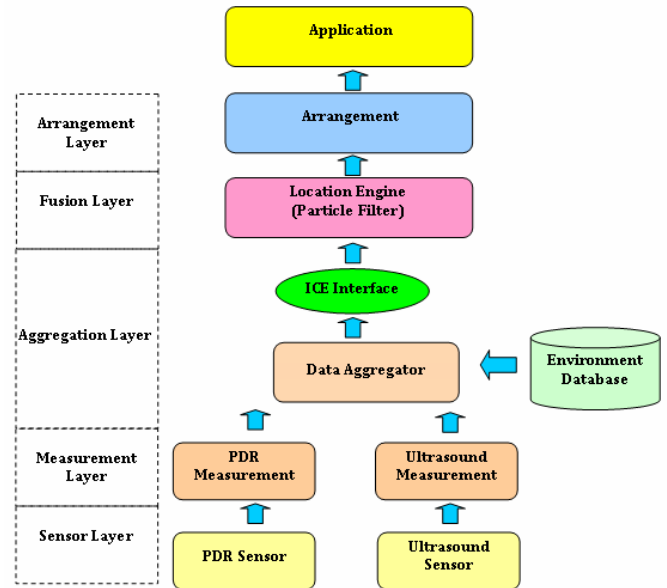 Application
Arrangement
Layer
Arrangement
Fusion Layer
Location Engine
(Particle Filter)
ICE Interface
Aggregation Layer
Data Aggregator
Environment
Database
Measurement
Layer
PDR
Measurement
Ultrasound
Measurement
Sensor Layer
PDR Sensor
Ultrasound
Sensor